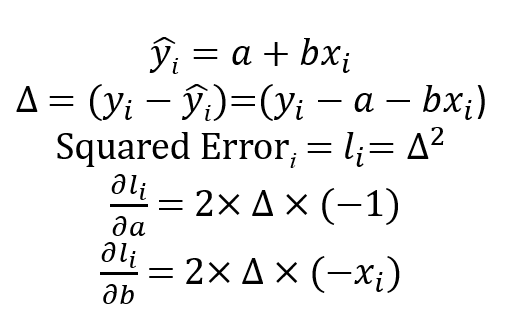 ŷᵢ = a + bxᵢ
Δ = (yᵢ − ŷᵢ)=(yᵢ − a − bxᵢ)
Squared Errorᵢ = lᵢ= Δ²
∂lᵢ/∂a = 2× Δ × (−1)
∂lᵢ/∂b = 2× Δ × (−xᵢ)